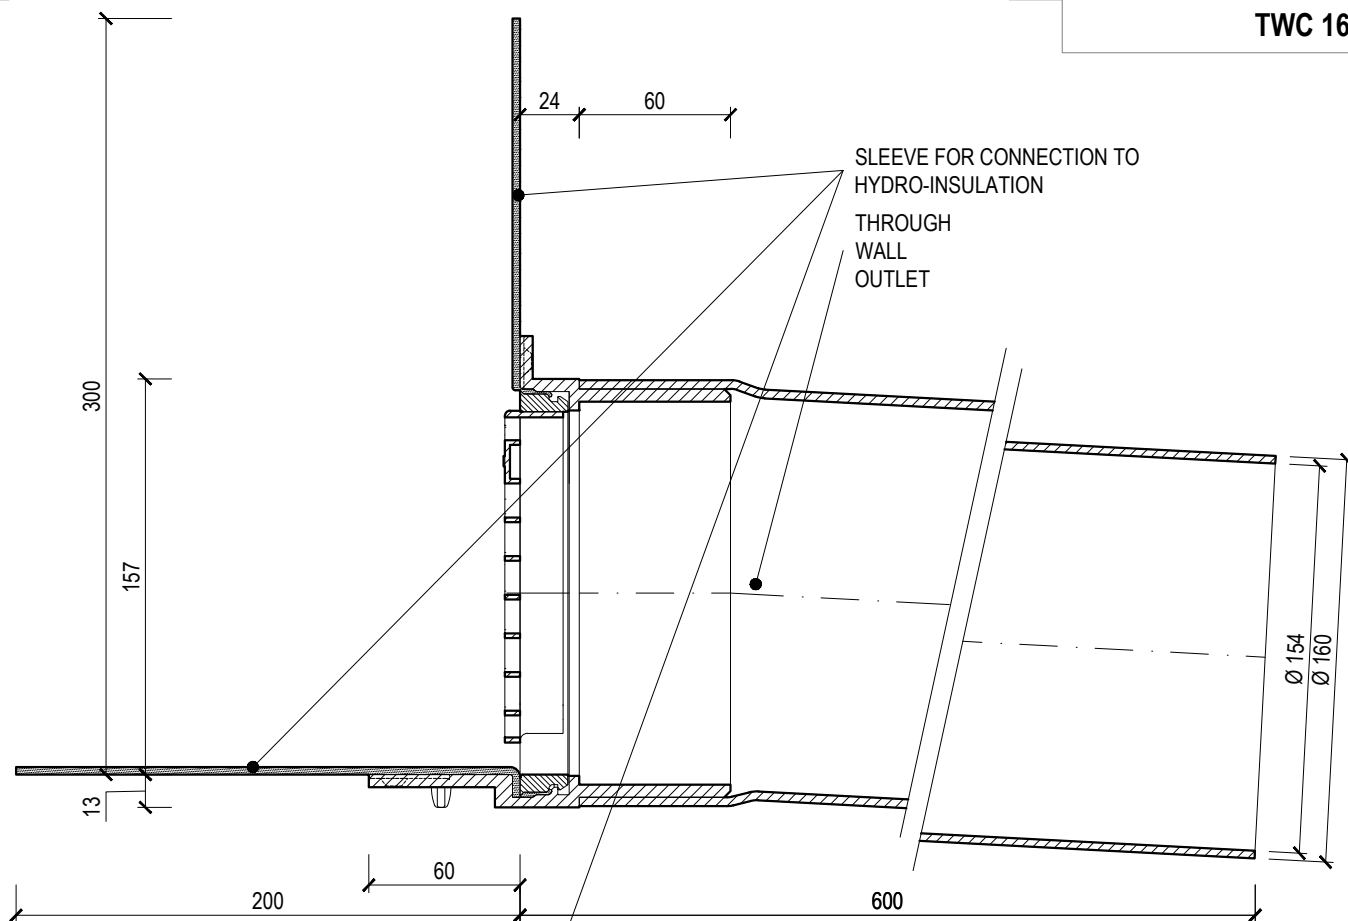 TWC 16
24
60
SLEEVE FOR CONNECTION TO
HYDRO-INSULATION
THROUGH
WALL
OUTLET
300
157
13
Ø 154
Ø 160
60
200
600